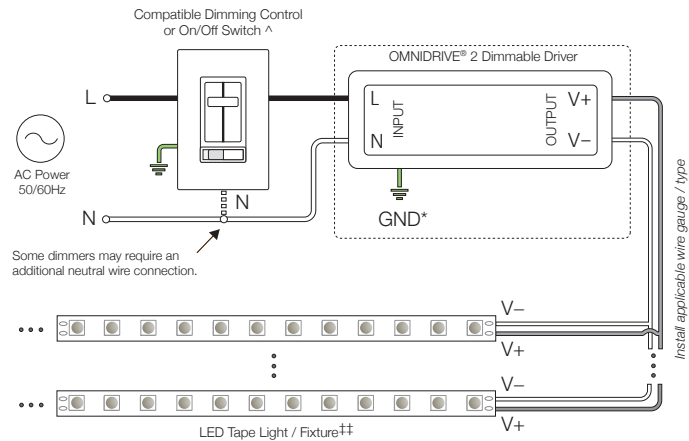 Compatible Dimming Control
or On/Off Switch ^
OMNIDRIVE® 2 Dimmable Driver
L
L
INPUT
OUTPUT
V+
N
V–
AC Power
50/60Hz
N
N
GND*
Some dimmers may require an
additional neutral wire connection.
Install applicable wire gauge / type
V–
V+
V–
V+
LED Tape Light / Fixture‡‡